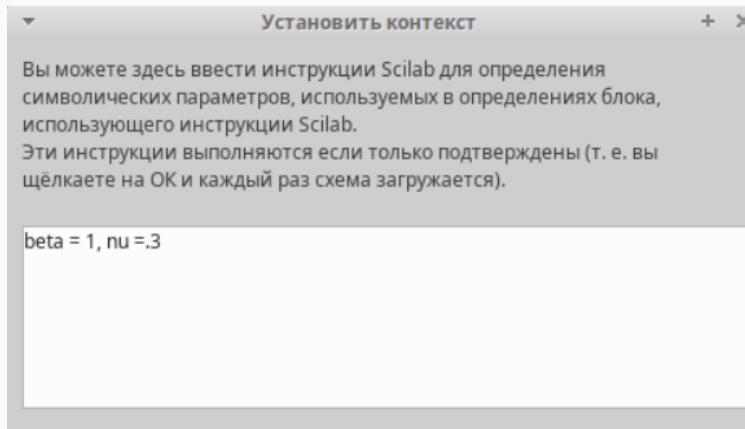 Установить контекст
Вы можете здесь ввести инструкции Scilab для определения
символических параметров, используемых в определениях блока,
использующего инструкции Scilab.
Эти инструкции выполняются если только подтверждены (т. е. вы
щёлкаете на ОК и каждый раз схема загружается).
beta = 1, nu =.3